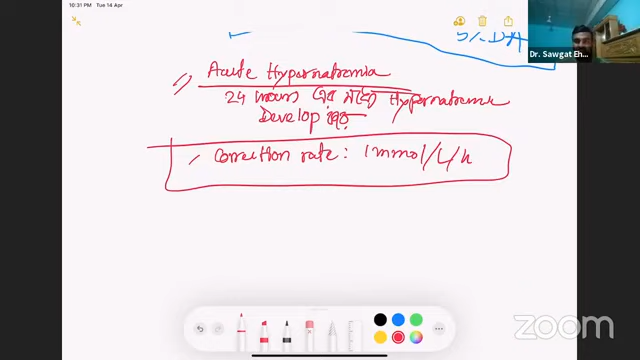 10:31 PM Tue 14 Apr
5% DA
Dr. Sawgat Eh...
Acute Hypernatremia
24 hours এর মধ্যে Hypernatremia
Develop করে
Correction rate: 1mmol/L/h
zoom